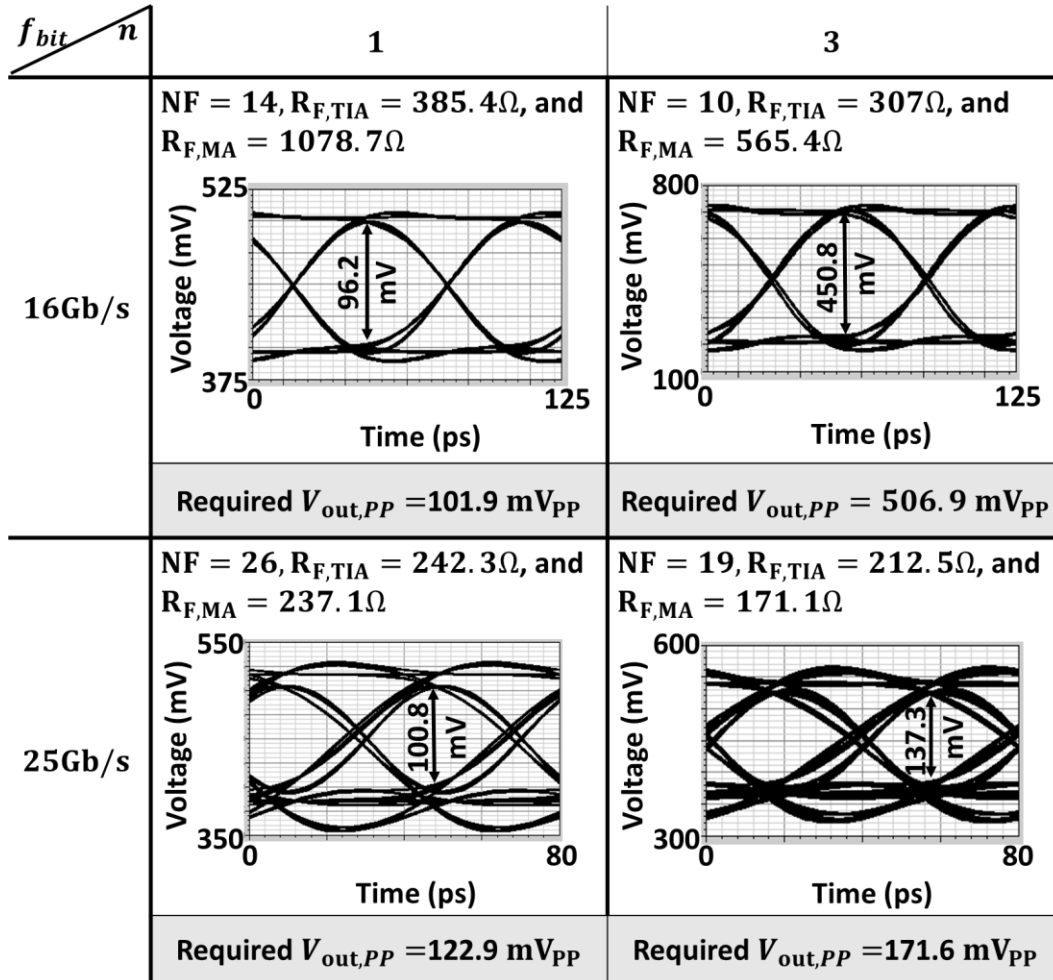 f_bit n
1
3
16Gb/s
NF = 14, R_F,TIA = 385.4Ω, and
R_F,MA = 1078.7Ω
525
Voltage (mV)
96.2
mV
375
0
125
Time (ps)
Required V_out,PP =101.9 mV_PP
NF = 10, R_F,TIA = 307Ω, and
R_F,MA = 565.4Ω
800
Voltage (mV)
450.8
mV
100
0
125
Time (ps)
Required V_out,PP = 506.9 mV_PP
25Gb/s
NF = 26, R_F,TIA = 242.3Ω, and
R_F,MA = 237.1Ω
550
Voltage (mV)
100.8
mV
350
0
80
Time (ps)
Required V_out,PP =122.9 mV_PP
NF = 19, R_F,TIA = 212.5Ω, and
R_F,MA = 171.1Ω
600
Voltage (mV)
137.3
mV
300
0
80
Time (ps)
Required V_out,PP =171.6 mV_PP